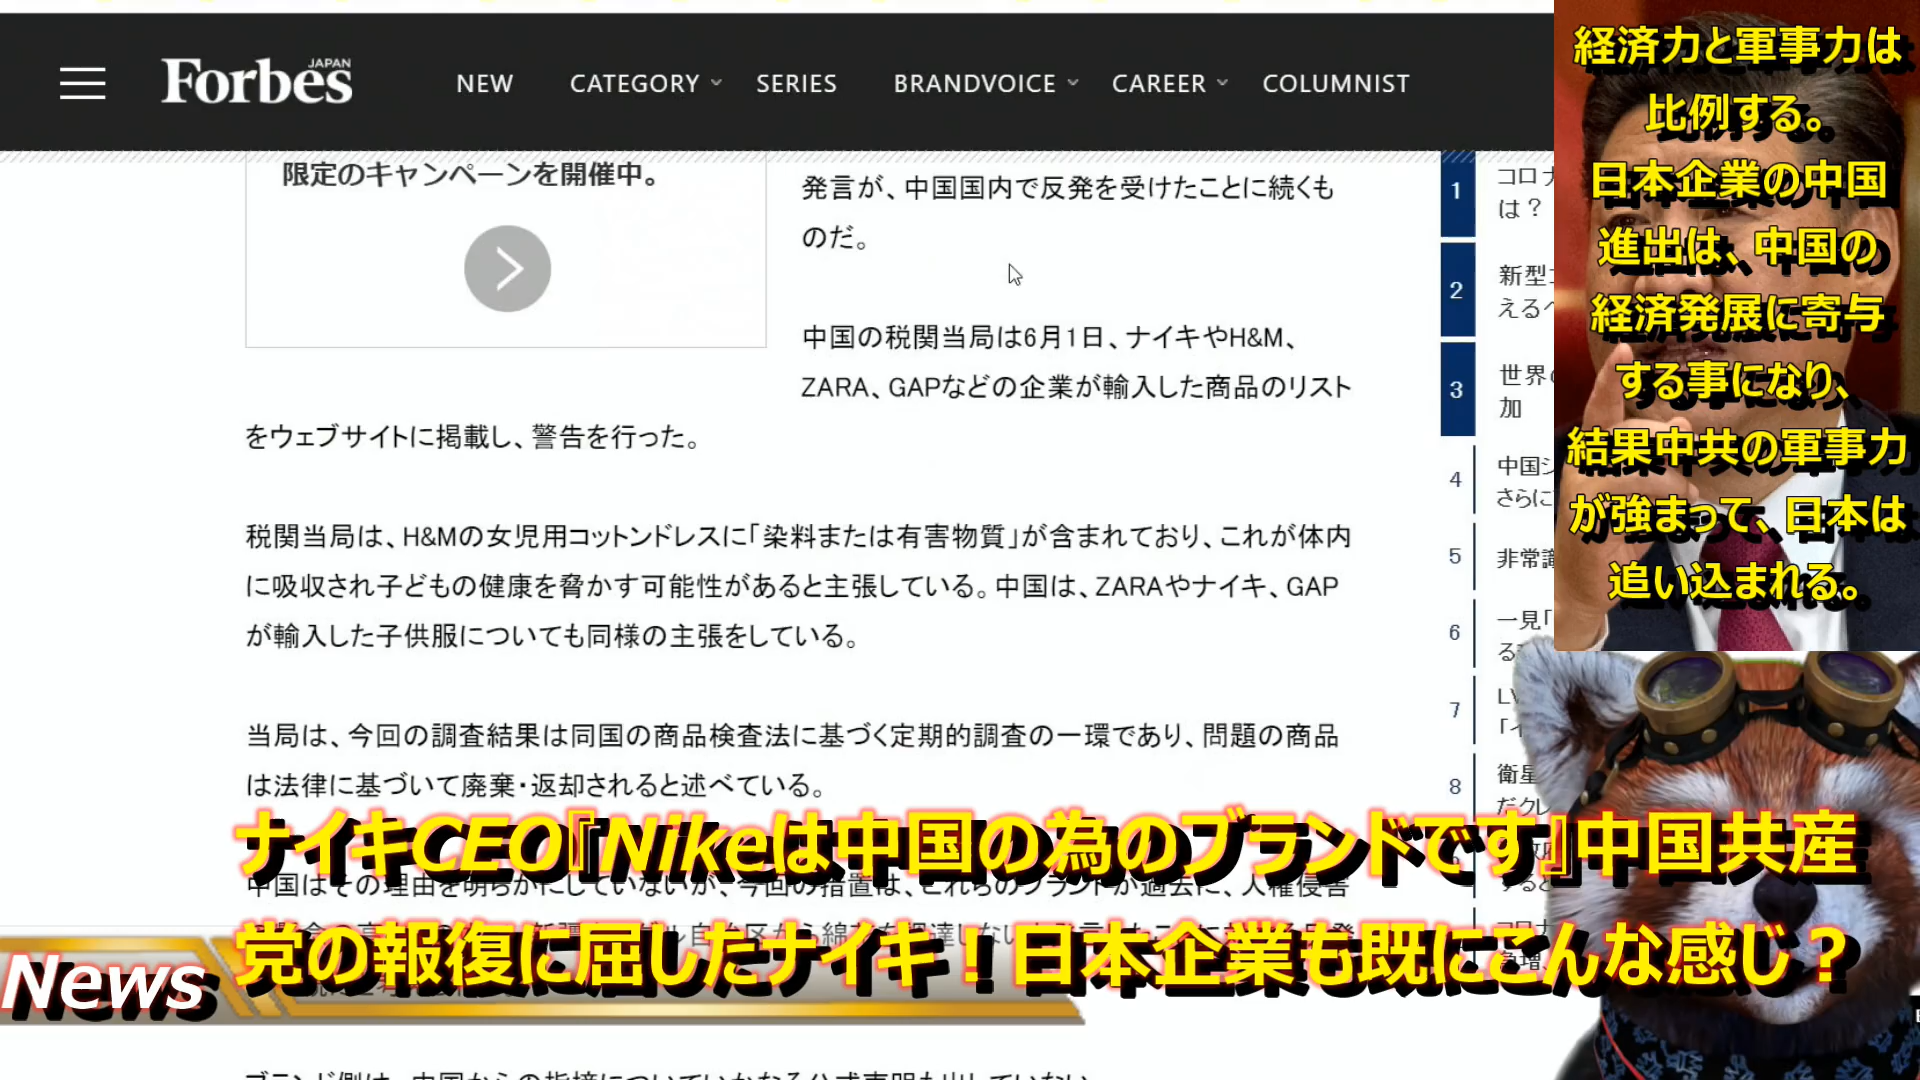 Forbes
JAPAN
NEW
CATEGORY
SERIES
BRANDVOICE
CAREER
COLUMNIST
限定のキャンペーンを開催中。
発言が、中国国内で反発を受けたことに続くも
のだ。
中国の税関当局は6月1日、ナイキやH&M、
ZARA、GAPなどの企業が輸入した商品のリスト
をウェブサイトに掲載し、警告を行った。
税関当局は、H&Mの女児用コットンドレスに「染料または有害物質」が含まれており、これが体内
に吸収され子どもの健康を脅かす可能性があると主張している。中国は、ZARAやナイキ、GAP
が輸入した子供服についても同様の主張をしている。
当局は、今回の調査結果は同国の商品検査法に基づく定期的調査の一環であり、問題の商品
は法律に基づいて廃棄・返却されると述べている。
中国はその理由を明らかにしていないが、今回の措置は、これらのブランドが過去に、人権侵害
1
コロナ
は？
2
新型
える
3
世界
加
4
中国
さらに
5
非常識
6
一見「
る
7
LV
「イ
8
衛星
だクレ
経済力と軍事力は
比例する。
日本企業の中国
進出は、中国の
経済発展に寄与
する事になり、
結果中共の軍事力
が強まって、日本は
追い込まれる。
ナイキCEO『Nikeは中国の為のブランドです』中国共産
党の報復に屈したナイキ！日本企業も既にこんな感じ？
News